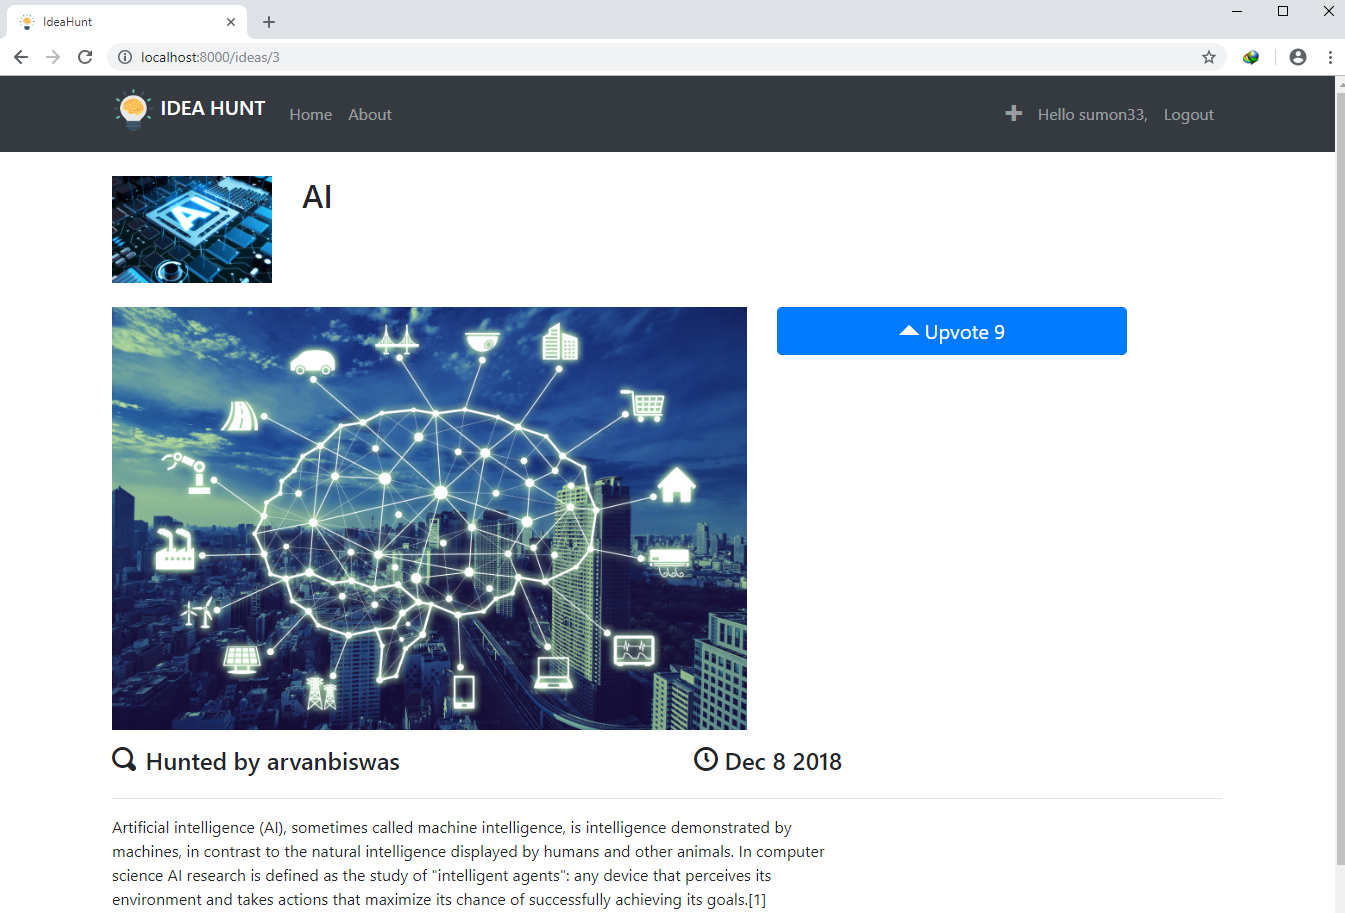 IdeaHunt
localhost:8000/ideas/3
IDEA HUNT Home About Hello sumon33, Logout
AI
AI
Upvote 9
Hunted by arvanbiswas Dec 8 2018
Artificial intelligence (AI), sometimes called machine intelligence, is intelligence demonstrated by
machines, in contrast to the natural intelligence displayed by humans and other animals. In computer
science AI research is defined as the study of "intelligent agents": any device that perceives its
environment and takes actions that maximize its chance of successfully achieving its goals.[1]